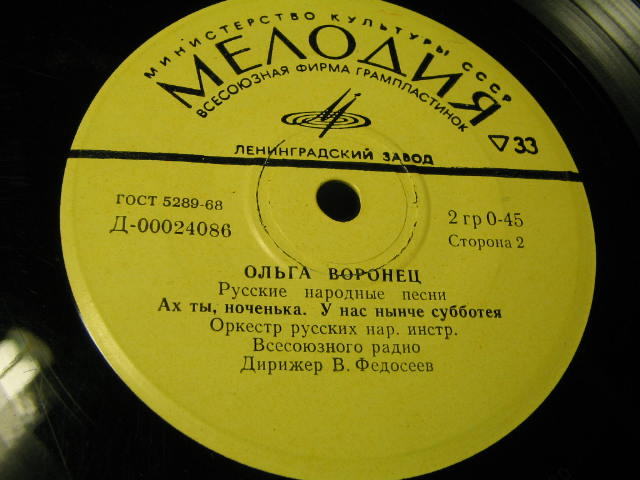 МИНИСТЕРСТВО КУЛЬТУРЫ СССР
МЕЛОДИЯ
ВСЕСОЮЗНАЯ ФИРМА ГРАМПЛАСТИНОК
▽33
ЛЕНИНГРАДСКИЙ ЗАВОД
ГОСТ 5289-68
Д-00024086
2 гр 0-45
Сторона 2
ОЛЬГА ВОРОНЕЦ
Русские народные песни
Ах ты, ноченька. У нас нынче субботея
Оркестр русских нар. инстр.
Всесоюзного радио
Дирижер В. Федосеев